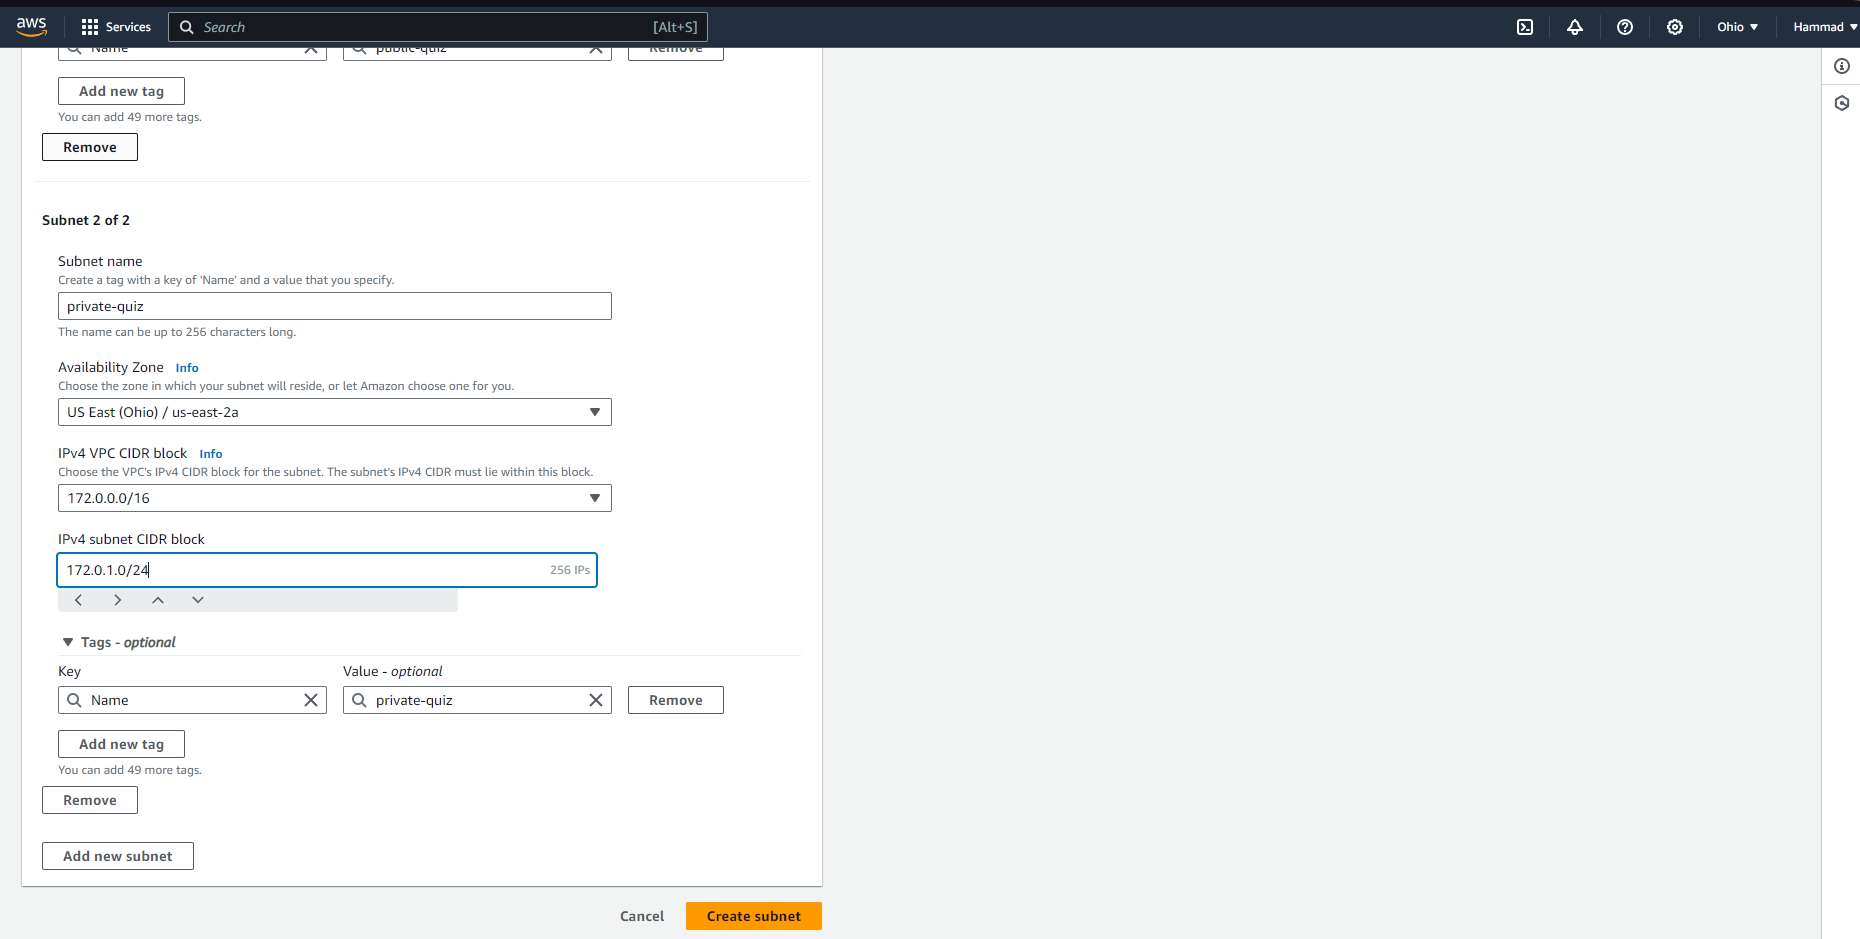 aws Services Search [Alt+S] Ohio Hammad
Name public-quiz Remove
Add new tag
You can add 49 more tags.
Remove
Subnet 2 of 2
Subnet name
Create a tag with a key of 'Name' and a value that you specify.
private-quiz
The name can be up to 256 characters long.
Availability Zone Info
Choose the zone in which your subnet will reside, or let Amazon choose one for you.
US East (Ohio) / us-east-2a
IPv4 VPC CIDR block Info
Choose the VPC's IPv4 CIDR block for the subnet. The subnet's IPv4 CIDR must lie within this block.
172.0.0.0/16
IPv4 subnet CIDR block
172.0.1.0/24 256 IPs
Tags - optional
Key Value - optional
Name private-quiz Remove
Add new tag
You can add 49 more tags.
Remove
Add new subnet
Cancel Create subnet